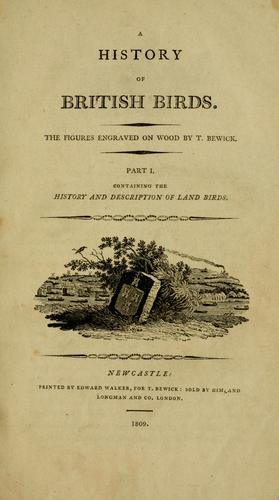 A
HISTORY
OF
BRITISH BIRDS.
THE FIGURES ENGRAVED ON WOOD BY T. BEWICK.
PART I.
CONTAINING THE
HISTORY AND DESCRIPTION OF LAND BIRDS.
NEWCASTLE:
PRINTED BY EDWARD WALKER, FOR T. BEWICK: SOLD BY HIM, AND
LONGMAN AND CO. LONDON.
1809.